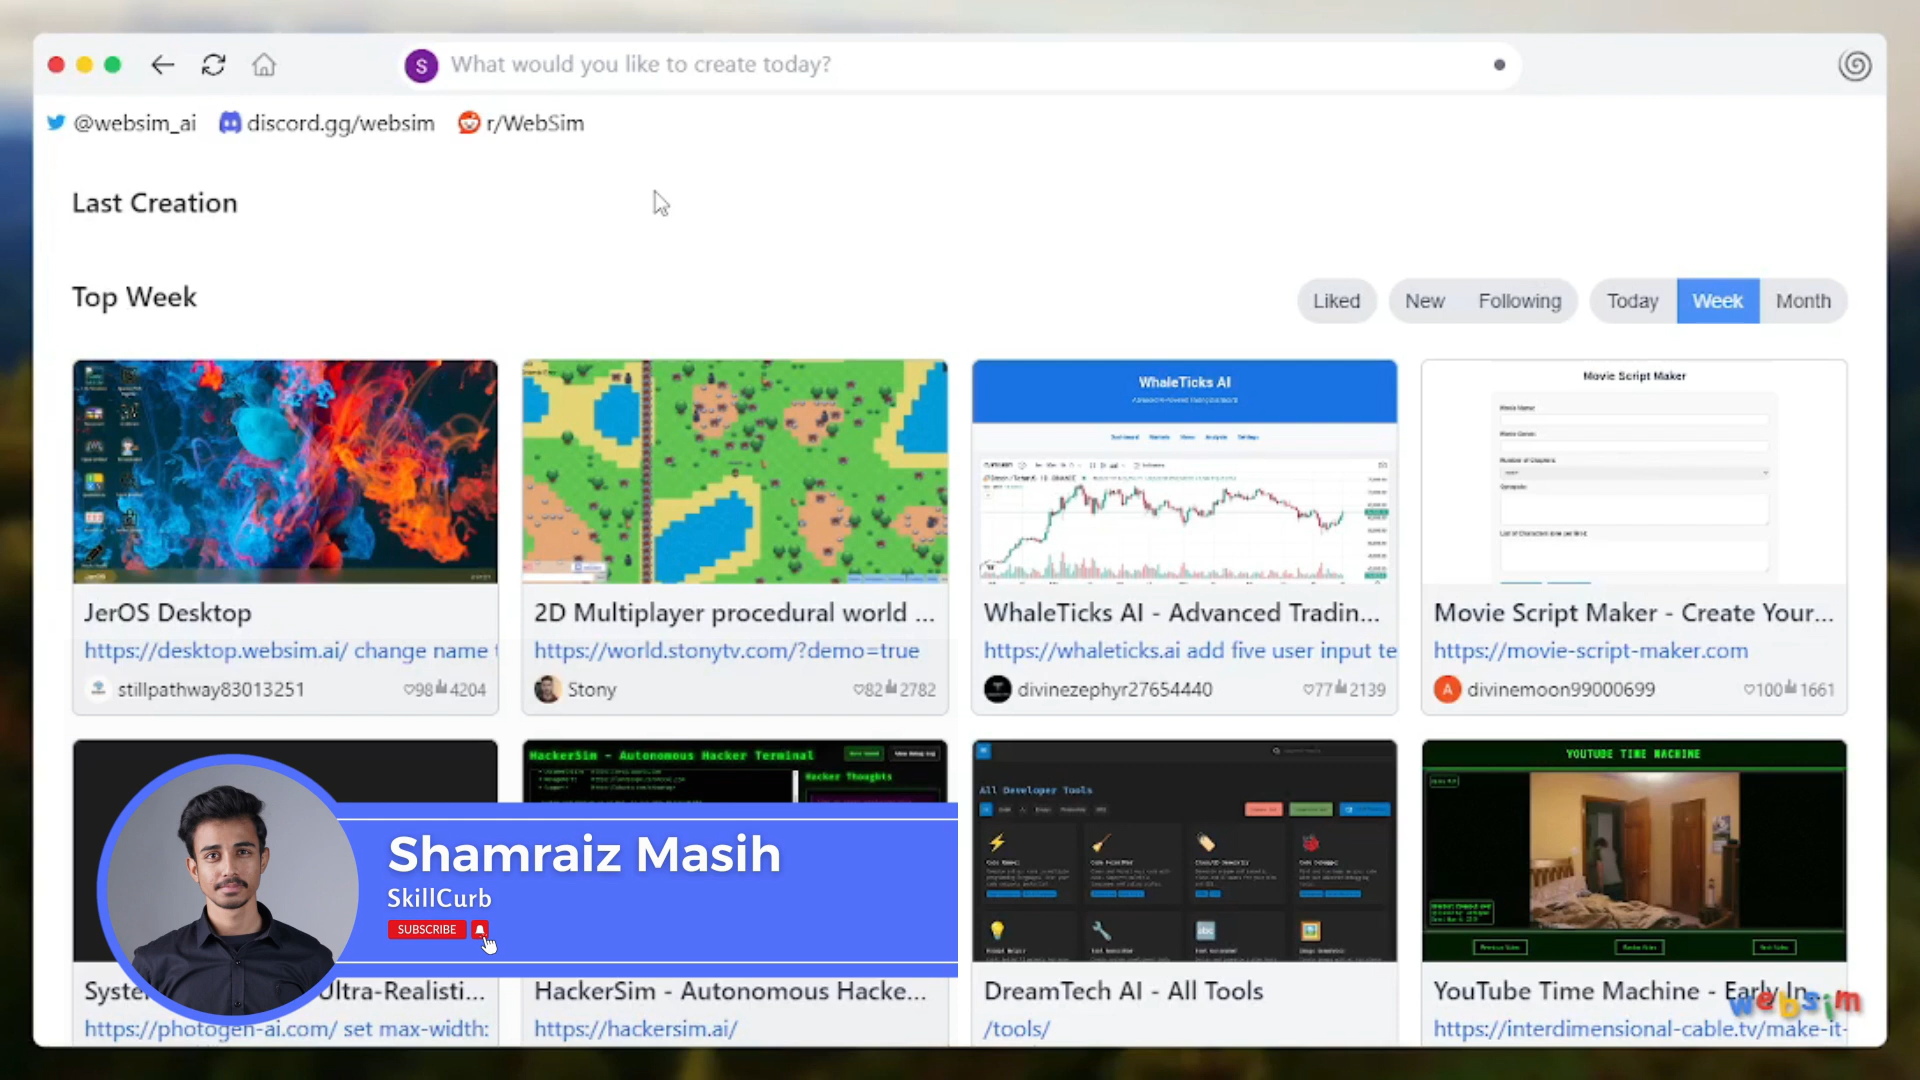 S What would you like to create today?
@websim_ai discord.gg/websim r/WebSim
Last Creation
Top Week
Liked New Following Today Week Month
WhaleTicks AI
Movie Script Maker
Movie Name:
JerOS Desktop
https://desktop.websim.ai/ change name t
stillpathway83013251 98 4204
2D Multiplayer procedural world ...
https://world.stonytv.com/?demo=true
Stony 82 2782
WhaleTicks AI - Advanced Tradin...
https://whaleticks.ai add five user input te
divinezephyr27654440 77 2139
Movie Script Maker - Create Your...
https://movie-script-maker.com
A divinemoon99000699 100 1661
HackerSim - Autonomous Hacker Terminal
Hacker Thoughts
All Developer Tools
YOUTUBE TIME MACHINE
Shamraiz Masih
SkillCurb
SUBSCRIBE
Syste Ultra-Realisti...
https://photogen-ai.com/ set max-width:
HackerSim - Autonomous Hacke...
https://hackersim.ai/
DreamTech AI - All Tools
/tools/
YouTube Time Machine - Early In...
https://interdimensional-cable.tv/make-it-
websim